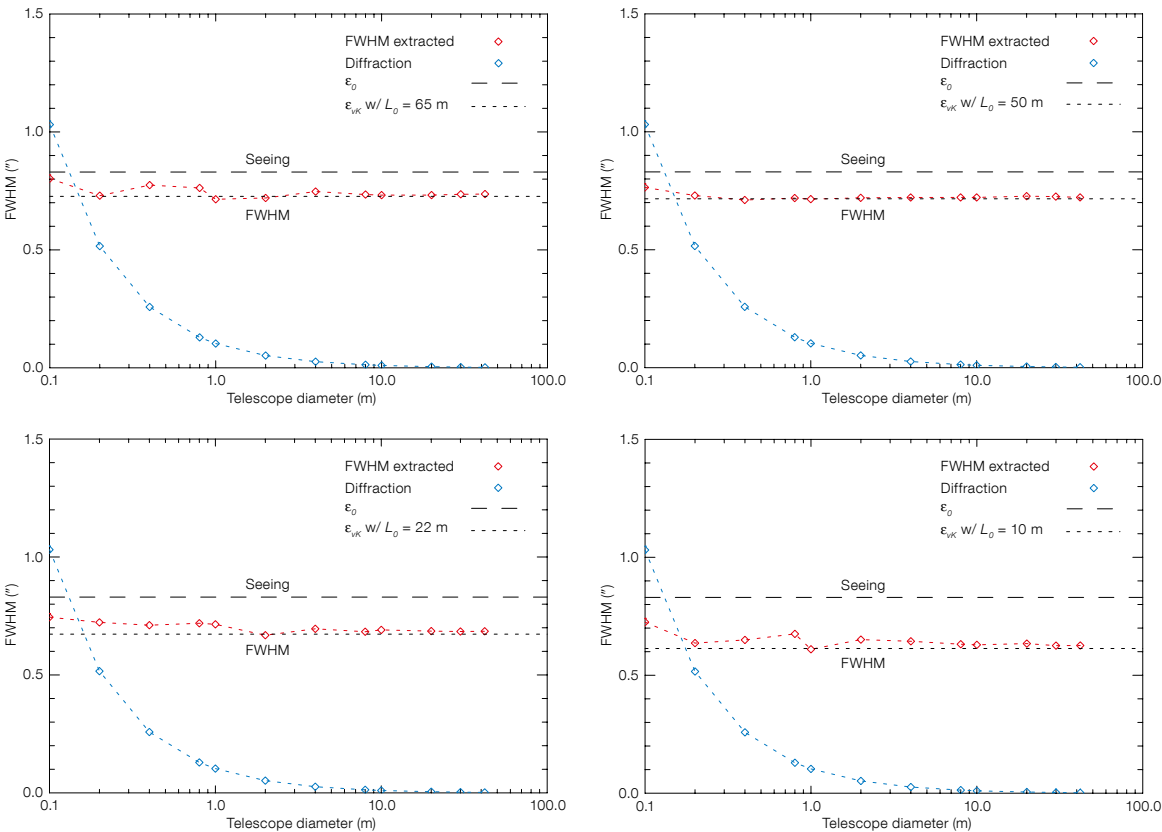 1.5
FWHM extracted
Diffraction
ε0
εvK w/ L0 = 65 m
1.0
Seeing
FWHM (″)
FWHM
0.5
0.0
0.1 1.0 10.0 100.0
Telescope diameter (m)
1.5
FWHM extracted
Diffraction
ε0
εvK w/ L0 = 50 m
1.0
Seeing
FWHM (″)
FWHM
0.5
0.0
0.1 1.0 10.0 100.0
Telescope diameter (m)
1.5
FWHM extracted
Diffraction
ε0
εvK w/ L0 = 22 m
1.0
Seeing
FWHM (″)
FWHM
0.5
0.0
0.1 1.0 10.0 100.0
Telescope diameter (m)
1.5
FWHM extracted
Diffraction
ε0
εvK w/ L0 = 10 m
1.0
Seeing
FWHM (″)
FWHM
0.5
0.0
0.1 1.0 10.0 100.0
Telescope diameter (m)